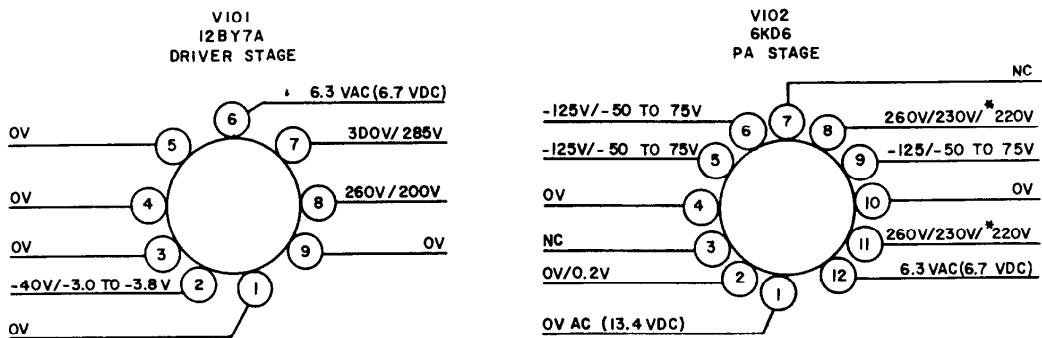 V101
12BY7A
DRIVER STAGE
6.3 VAC (6.7 VDC)
6
0V
5
7
300V/285V
0V
4
8
260V/200V
0V
3
9
0V
-40V/-3.0 TO -3.8V
2
1
0V
V102
6KD6
PA STAGE
NC
7
-125V/-50 TO 75V
6
8
260V/230V/*220V
-125V/-50 TO 75V
5
9
-125/-50 TO 75V
0V
4
10
0V
NC
3
11
260V/230V/*220V
0V/0.2V
2
12
6.3 VAC (6.7 VDC)
1
0V AC (13.4 VDC)